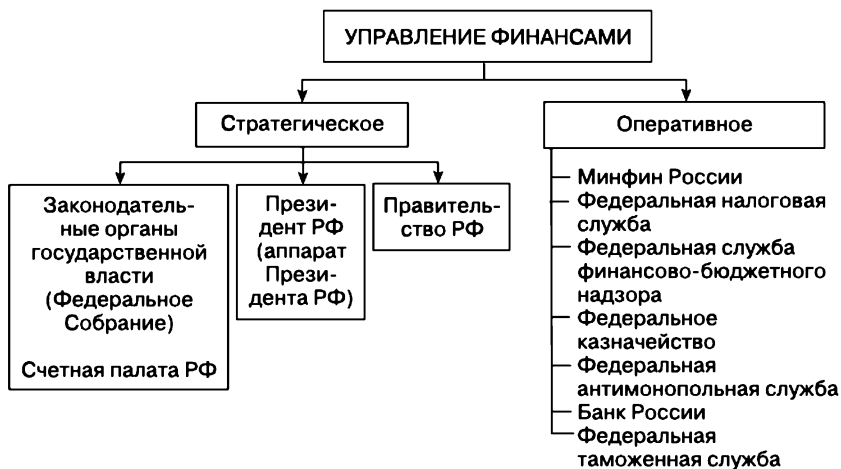 УПРАВЛЕНИЕ ФИНАНСАМИ
Стратегическое
Оперативное
Законодатель-
ные органы
государственной
власти
(Федеральное
Собрание)
Счетная палата РФ
Прези-
дент РФ
(аппарат
Прези-
дента РФ)
Правитель-
ство РФ
Минфин России
Федеральная налоговая
служба
Федеральная служба
финансово-бюджетного
надзора
Федеральное
казначейство
Федеральная
антимонопольная служба
Банк России
Федеральная
таможенная служба